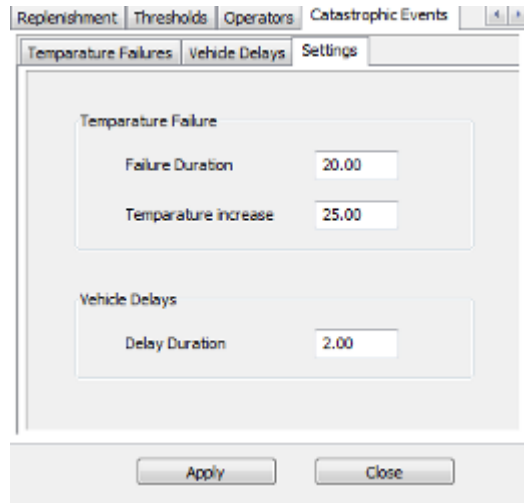 Replenishment Thresholds Operators Catastrophic Events
Temparature Failures Vehicle Delays Settings
Temparature Failure
Failure Duration 20.00
Temparature increase 25.00
Vehicle Delays
Delay Duration 2.00
Apply Close